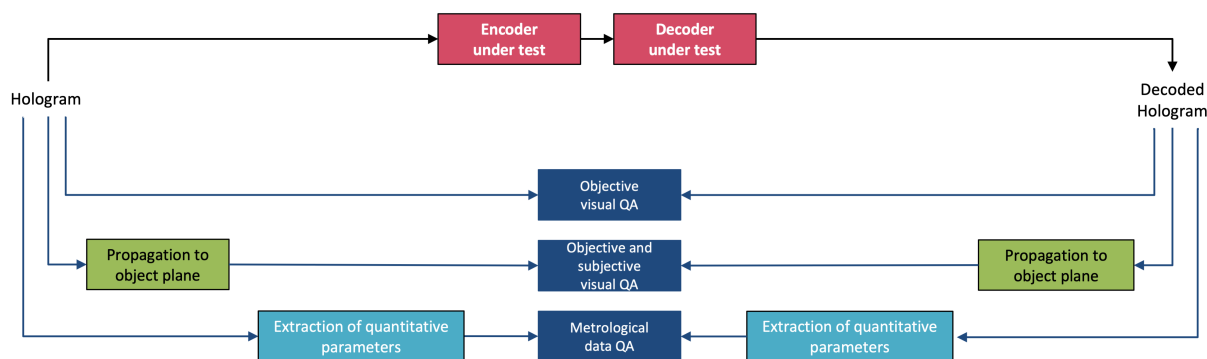 Encoder
under test
Decoder
under test
Hologram
Decoded
Hologram
Objective
visual QA
Propagation to
object plane
Objective and
subjective
visual QA
Propagation to
object plane
Extraction of quantitative
parameters
Metrological
data QA
Extraction of quantitative
parameters